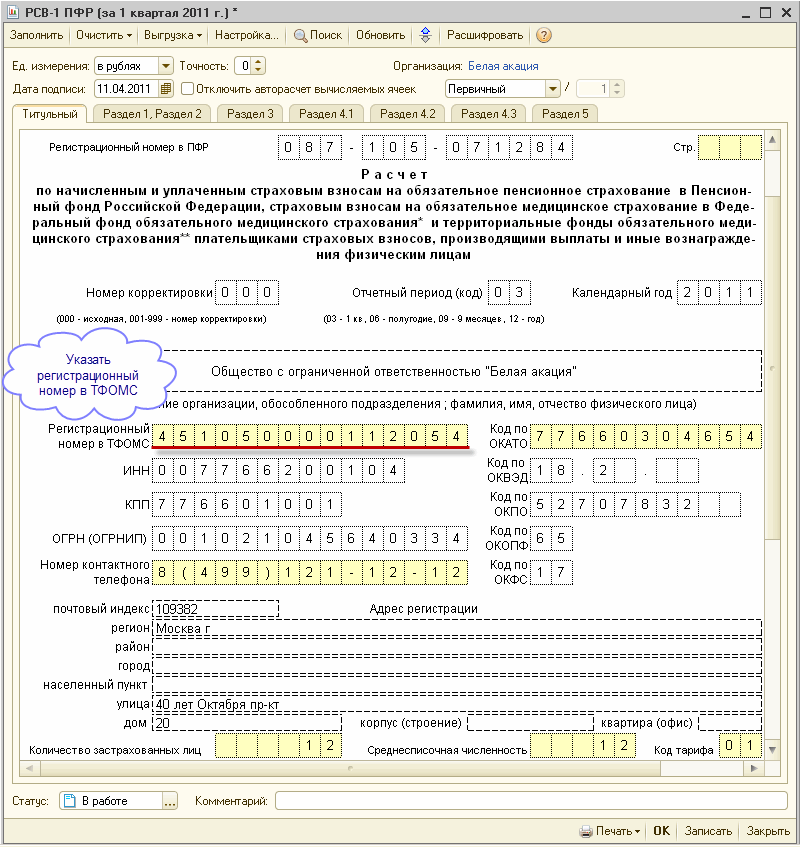 РСВ-1 ПФР (за 1 квартал 2011 г.) *
Заполнить Очистить Выгрузка Настройка... Поиск Обновить Расшифровать ?
Ед. измерения: в рублях Точность: 0 Организация: Белая акация
Дата подписи: 11.04.2011 Отключить авторасчет вычисляемых ячеек Первичный / 1
Титульный Раздел 1, Раздел 2 Раздел 3 Раздел 4.1 Раздел 4.2 Раздел 4.3 Раздел 5
Регистрационный номер в ПФР 087-105-071284 Стр.
Расчет
по начисленным и уплаченным страховым взносам на обязательное пенсионное страхование в Пенсион-
ный фонд Российской Федерации, страховым взносам на обязательное медицинское страхование в Феде-
ральный фонд обязательного медицинского страхования* и территориальные фонды обязательного меди-
цинского страхования** плательщиками страховых взносов, производящими выплаты и иные вознагражде-
ния физическим лицам
Номер корректировки 000 Отчетный период (код) 03 Календарный год 2011
(000 - исходная, 001-999 - номер корректировки) (03 - 1 кв, 06 - полугодие, 09 - 9 месяцев, 12 - год)
Указать
регистрационный
номер в ТФОМС
Общество с ограниченной ответственностью "Белая акация"
ние организации, обособленного подразделения ; фамилия, имя, отчество физического лица)
Регистрационный
номер в ТФОМС 451050000112054 Код по
ОКАТО 77660304654
ИНН 007766200104 Код по
ОКВЭД 18 . 2 .
КПП 776601001 Код по
ОКПО 52707832
ОГРН (ОГРНИП) 001021045640334 Код по
ОКОПФ 65
Номер контактного
телефона 8(499)121-12-12 Код по
ОКФС 17
почтовый индекс 109382 Адрес регистрации
регион Москва г
район
город
населенный пункт
улица 40 лет Октября пр-кт
дом 20 корпус (строение) квартира (офис)
Количество застрахованных лиц 12 Среднесписочная численность 12 Код тарифа 01
Статус: В работе ... Комментарий:
Печать OK Записать Закрыть